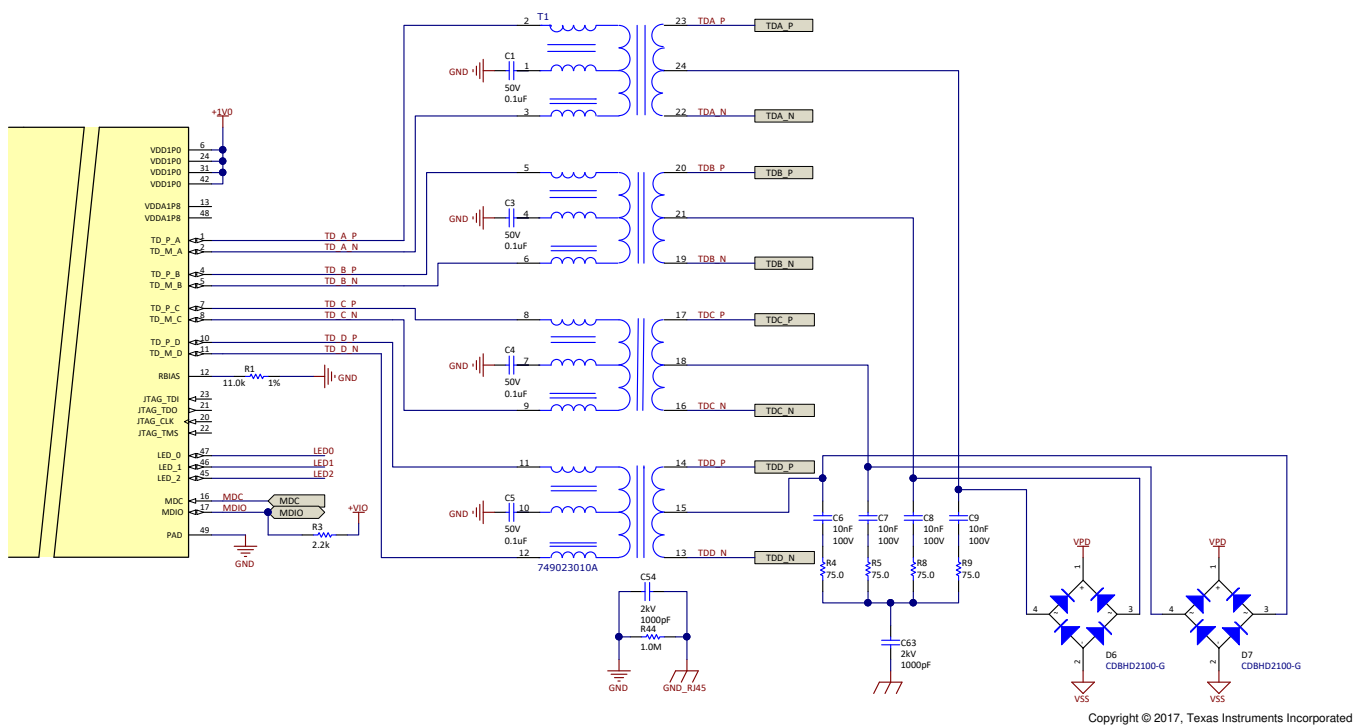 +1V0
VDD1P0 6
VDD1P0 24
VDD1P0 31
VDD1P0 42
VDDA1P8 13
VDDA1P8 48
TD_P_A 1 TD_A_P
TD_M_A 2 TD_A_N
TD_P_B 4 TD_B_P
TD_M_B 5 TD_B_N
TD_P_C 7 TD_C_P
TD_M_C 8 TD_C_N
TD_P_D 10 TD_D_P
TD_M_D 11 TD_D_N
RBIAS 12 R1 GND
11.0k 1%
JTAG_TDI 23
JTAG_TDO 21
JTAG_CLK 20
JTAG_TMS 22
LED_0 47 LED0
LED_1 46 LED1
LED_2 45 LED2
MDC 16 MDC MDC
MDIO 17 MDIO MDIO
+VIO
R3
2.2k
PAD 49
GND
T1
2 23 TDA_P TDA_P
C1
GND 1 24
50V
0.1uF
3 22 TDA_N TDA_N
5 20 TDB_P TDB_P
C3
GND 4 21
50V
0.1uF
6 19 TDB_N TDB_N
8 17 TDC_P TDC_P
C4
GND 7 18
50V
0.1uF
9 16 TDC_N TDC_N
11 14 TDD_P TDD_P
C5
GND 10 15
50V
0.1uF
12 13 TDD_N TDD_N
749023010A
C54
2kV
1000pF
R44
1.0M
GND GND_RJ45
C6 C7 C8 C9
10nF 10nF 10nF 10nF
100V 100V 100V 100V
R4 R5 R8 R9
75.0 75.0 75.0 75.0
C63
2kV
1000pF
VPD VPD
1 1
+ +
4 ~ ~ 3 4 ~ ~ 3
- -
2 2
D6 D7
CDBHD2100-G CDBHD2100-G
VSS VSS
Copyright © 2017, Texas Instruments Incorporated